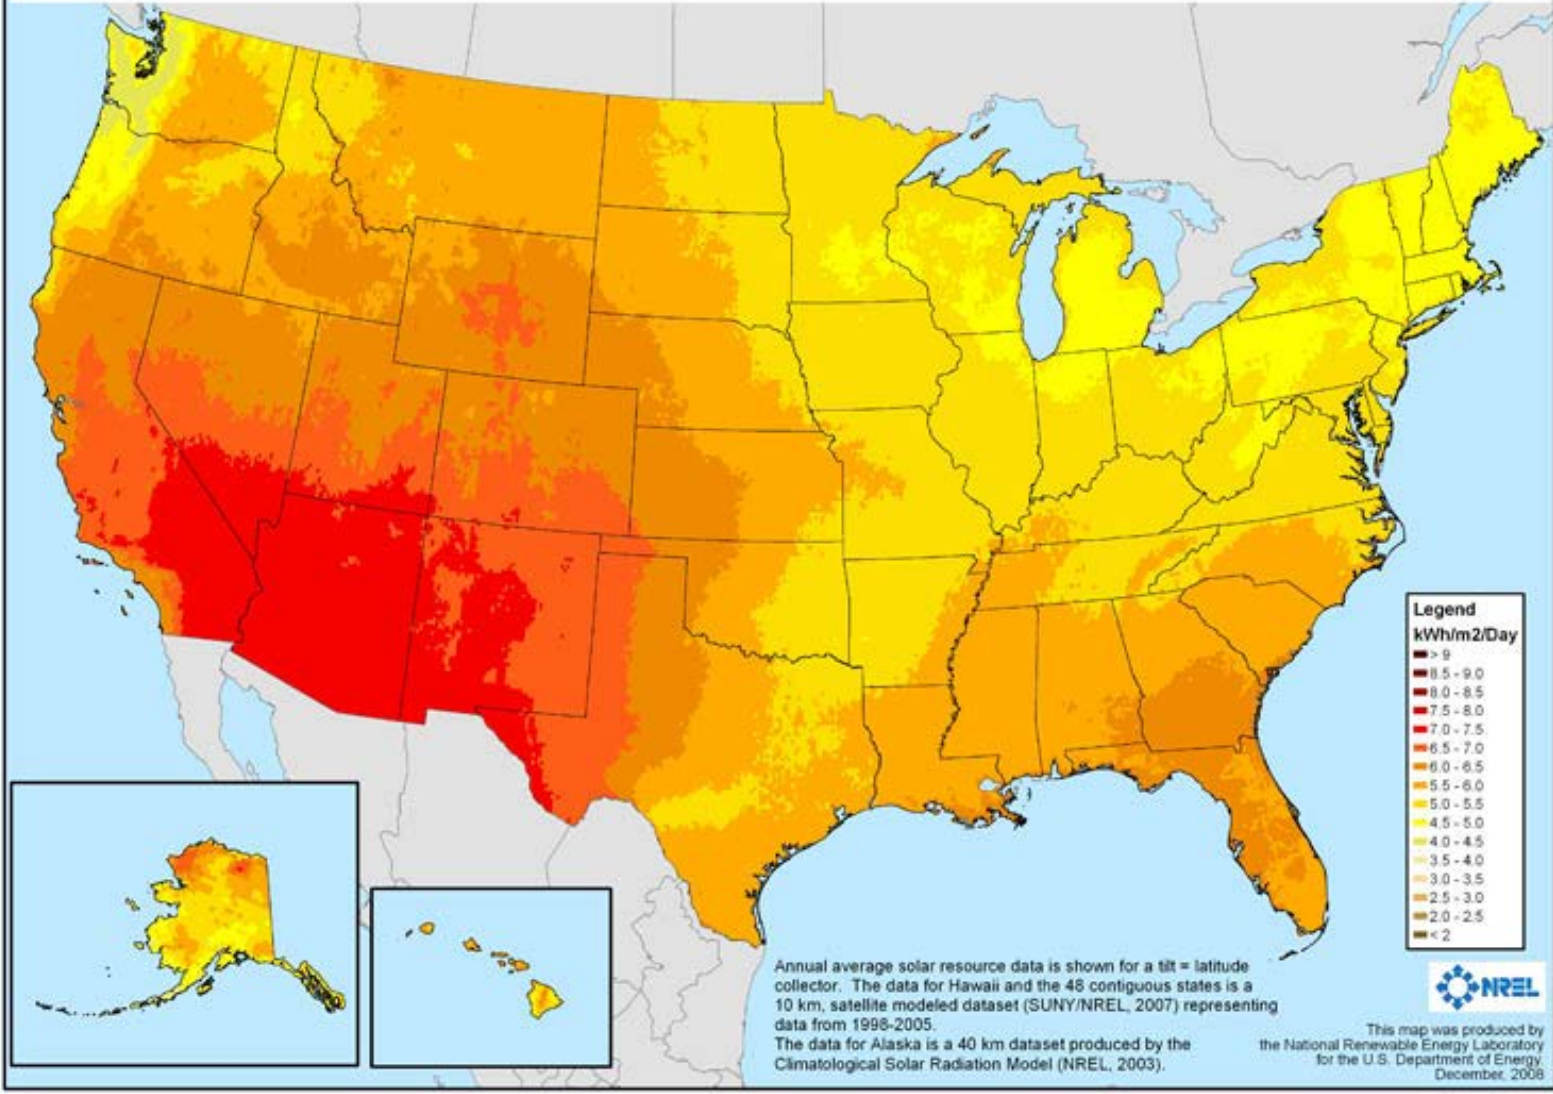 Legend
kWh/m2/Day
> 9
8.5 - 9.0
8.0 - 8.5
7.5 - 8.0
7.0 - 7.5
6.5 - 7.0
6.0 - 6.5
5.5 - 6.0
5.0 - 5.5
4.5 - 5.0
4.0 - 4.5
3.5 - 4.0
3.0 - 3.5
2.5 - 3.0
2.0 - 2.5
< 2
Annual average solar resource data is shown for a tilt = latitude
collector. The data for Hawaii and the 48 contiguous states is a
10 km, satellite modeled dataset (SUNY/NREL, 2007) representing
data from 1998-2005.
The data for Alaska is a 40 km dataset produced by the
Climatological Solar Radiation Model (NREL, 2003).
NREL
This map was produced by
the National Renewable Energy Laboratory
for the U.S. Department of Energy.
December, 2008